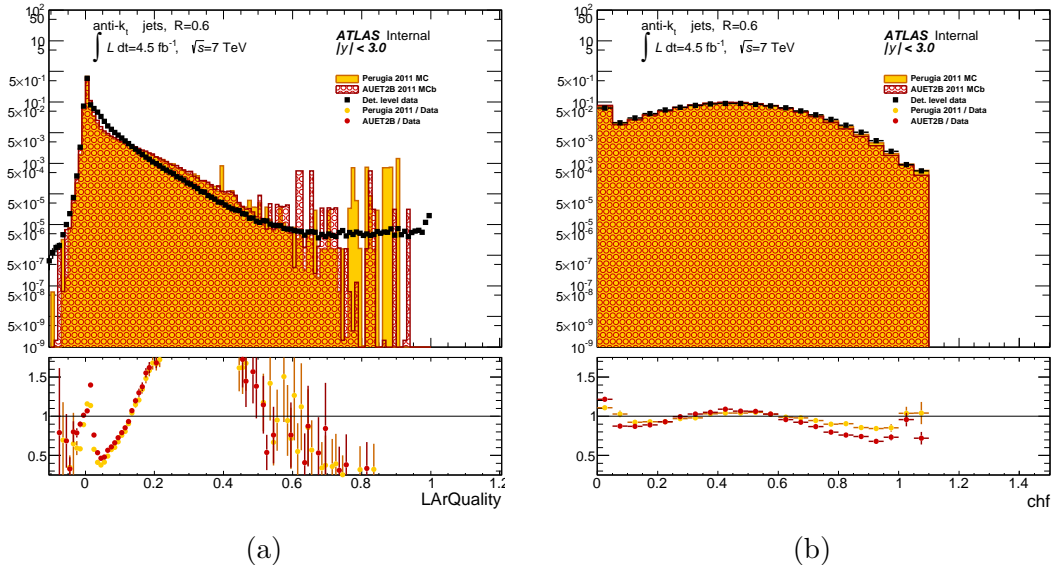 10²
10
5
5×10⁻¹
10⁻¹
5×10⁻²
10⁻³
5×10⁻³
10⁻³
5×10⁻⁴
10⁻⁴
5×10⁻⁵
10⁻⁵
5×10⁻⁶
10⁻⁶
5×10⁻⁷
10⁻⁷
10⁻⁸
5×10⁻⁸
10⁻⁹
5×10⁻⁹
anti-kt jets, R=0.6
∫ L dt=4.5 fb⁻¹, √s=7 TeV
ATLAS Internal
|y| < 3.0
Perugia 2011 MC
AUET2B 2011 MCb
Det. level data
Perugia 2011 / Data
AUET2B / Data
1.5
1
0.5
0 0.2 0.4 0.6 0.8 1 1.2
LArQuality
(a)
10²
10
5
5×10⁻¹
10⁻¹
5×10⁻²
10⁻³
5×10⁻³
10⁻³
5×10⁻⁴
10⁻⁴
5×10⁻⁵
10⁻⁵
5×10⁻⁶
10⁻⁶
5×10⁻⁷
10⁻⁷
10⁻⁸
5×10⁻⁸
10⁻⁹
5×10⁻⁹
anti-kt jets, R=0.6
∫ L dt=4.5 fb⁻¹, √s=7 TeV
ATLAS Internal
|y| < 3.0
Perugia 2011 MC
AUET2B 2011 MCb
Det. level data
Perugia 2011 / Data
AUET2B / Data
1.5
1
0.5
0 0.2 0.4 0.6 0.8 1 1.2 1.4
chf
(b)